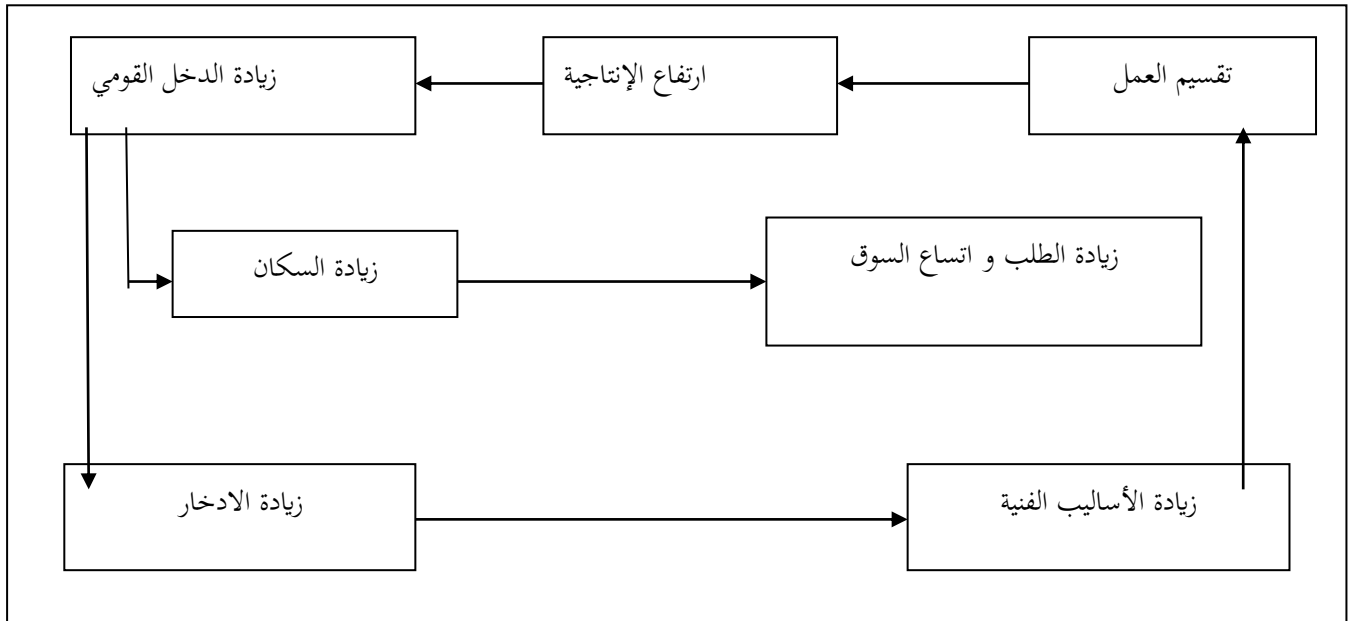 تقسيم العمل
ارتفاع الإنتاجية
زيادة الدخل القومي
زيادة السكان
زيادة الطلب و اتساع السوق
زيادة الادخار
زيادة الأساليب الفنية